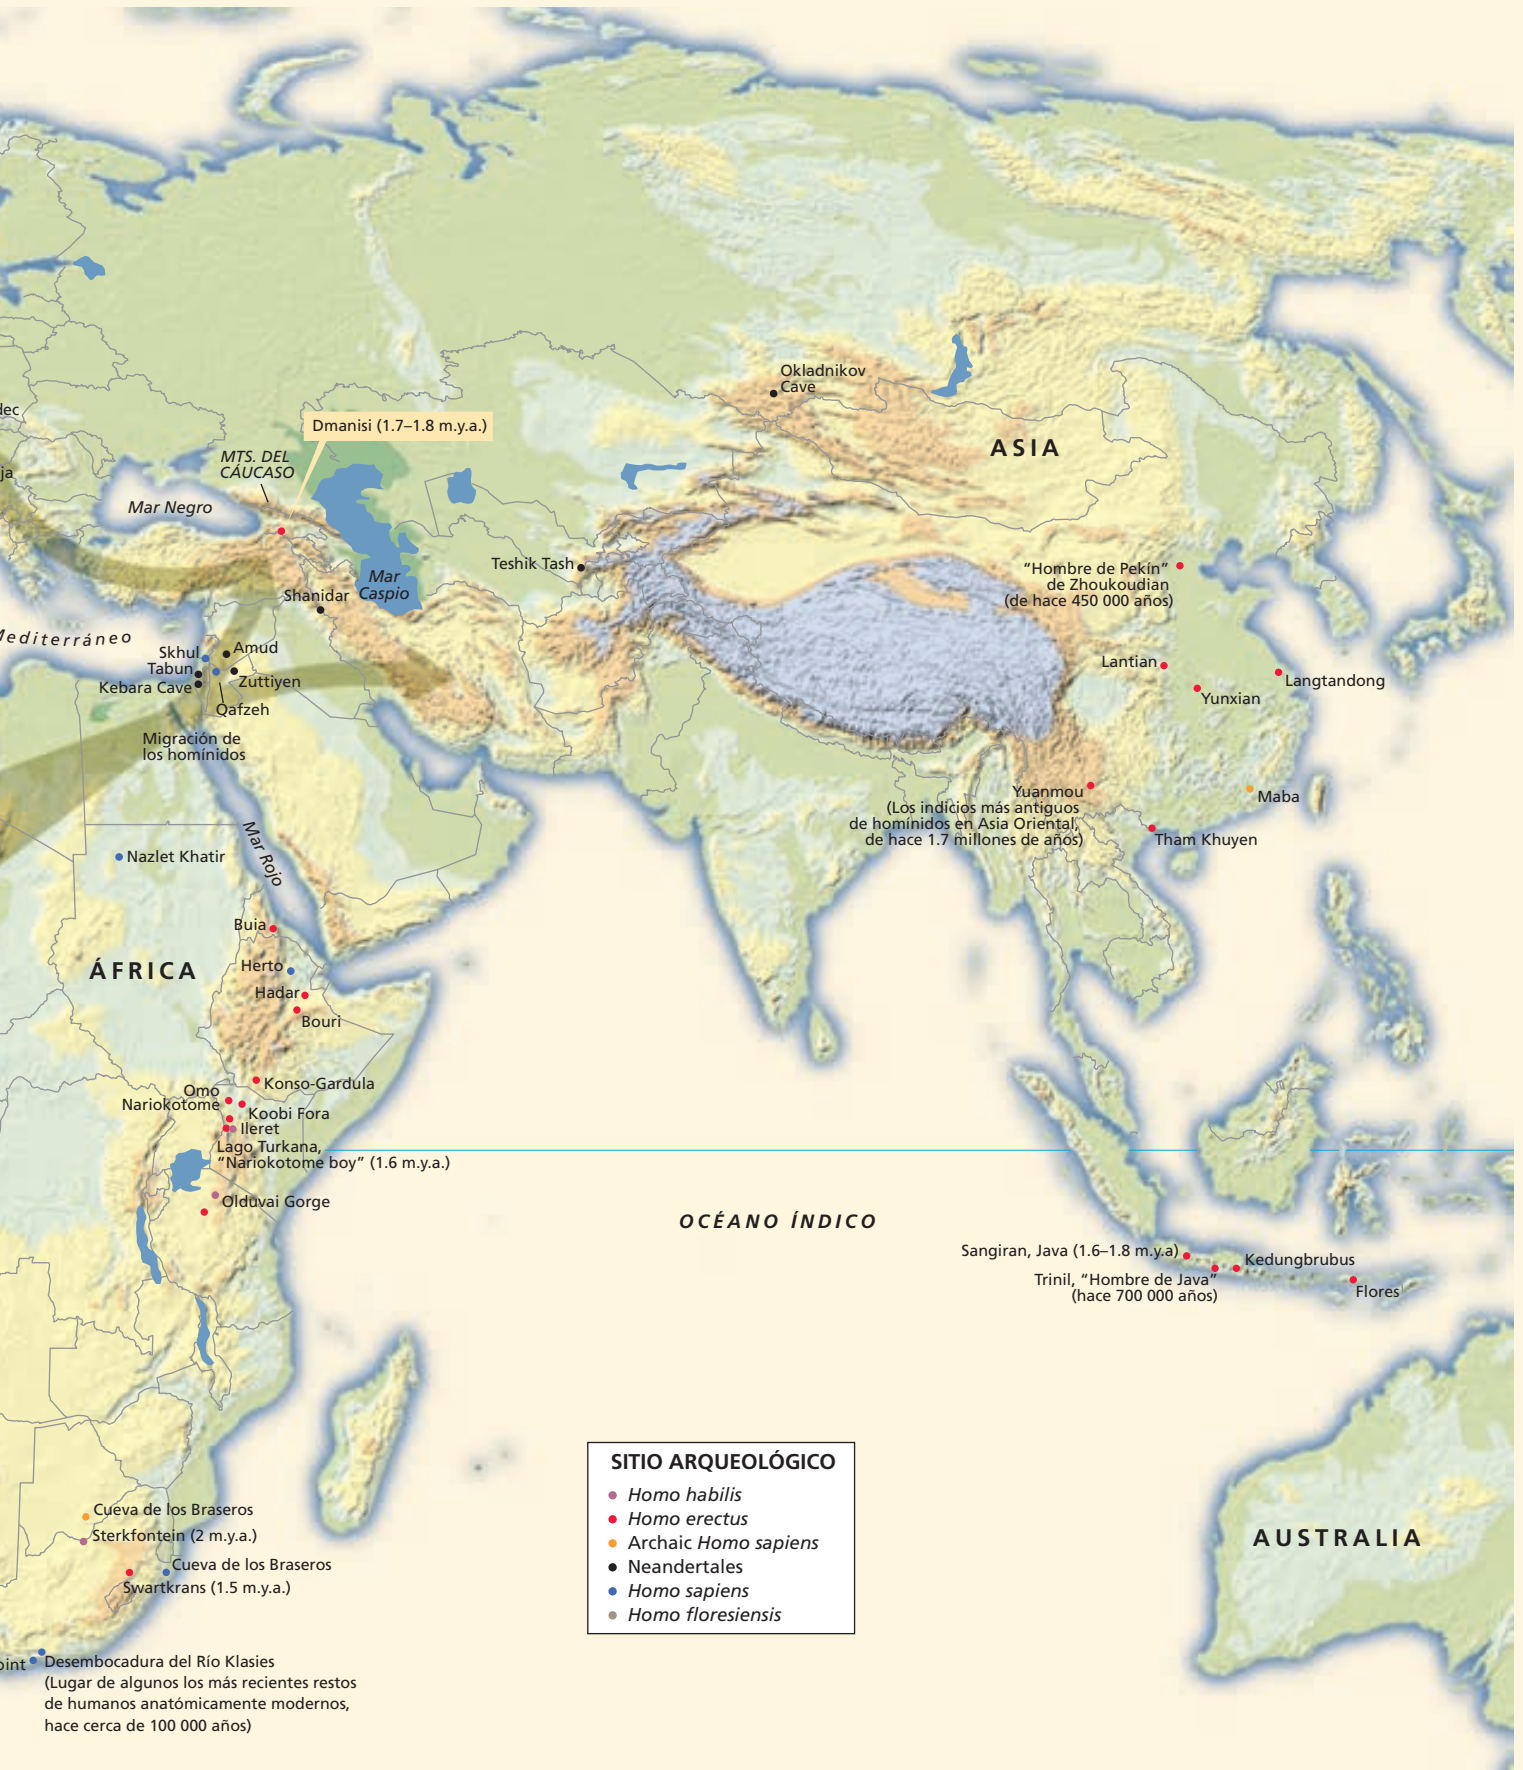 Okladnikov
Cave
dec
Dmanisi (1.7–1.8 m.y.a.)
ASIA
MTS. DEL
CÁUCASO
ja
Mar Negro
Teshik Tash
"Hombre de Pekín"
de Zhoukoudian
(de hace 450 000 años)
Mar
Caspio
Shanidar
Mediterráneo
Skhul
Amud
Tabun
Zuttiyen
Kebara Cave
Qafzeh
Lantian
Langtandong
Yunxian
Migración de
los homínidos
Yuanmou
(Los indicios más antiguos
de homínidos en Asia Oriental,
de hace 1.7 millones de años)
Maba
Tham Khuyen
Mar Rojo
Nazlet Khatir
Buia
ÁFRICA
Herto
Hadar
Bouri
Konso-Gardula
Omo
Nariokotome
Koobi Fora
Ileret
Lago Turkana,
"Nariokotome boy" (1.6 m.y.a.)
Olduvai Gorge
OCÉANO ÍNDICO
Sangiran, Java (1.6–1.8 m.y.a)
Kedungbrubus
Trinil, "Hombre de Java"
(hace 700 000 años)
Flores
SITIO ARQUEOLÓGICO
Homo habilis
Homo erectus
Archaic Homo sapiens
Neandertales
Homo sapiens
Homo floresiensis
AUSTRALIA
Cueva de los Braseros
Sterkfontein (2 m.y.a.)
Cueva de los Braseros
Swartkrans (1.5 m.y.a.)
oint
Desembocadura del Río Klasies
(Lugar de algunos los más recientes restos
de humanos anatómicamente modernos,
hace cerca de 100 000 años)